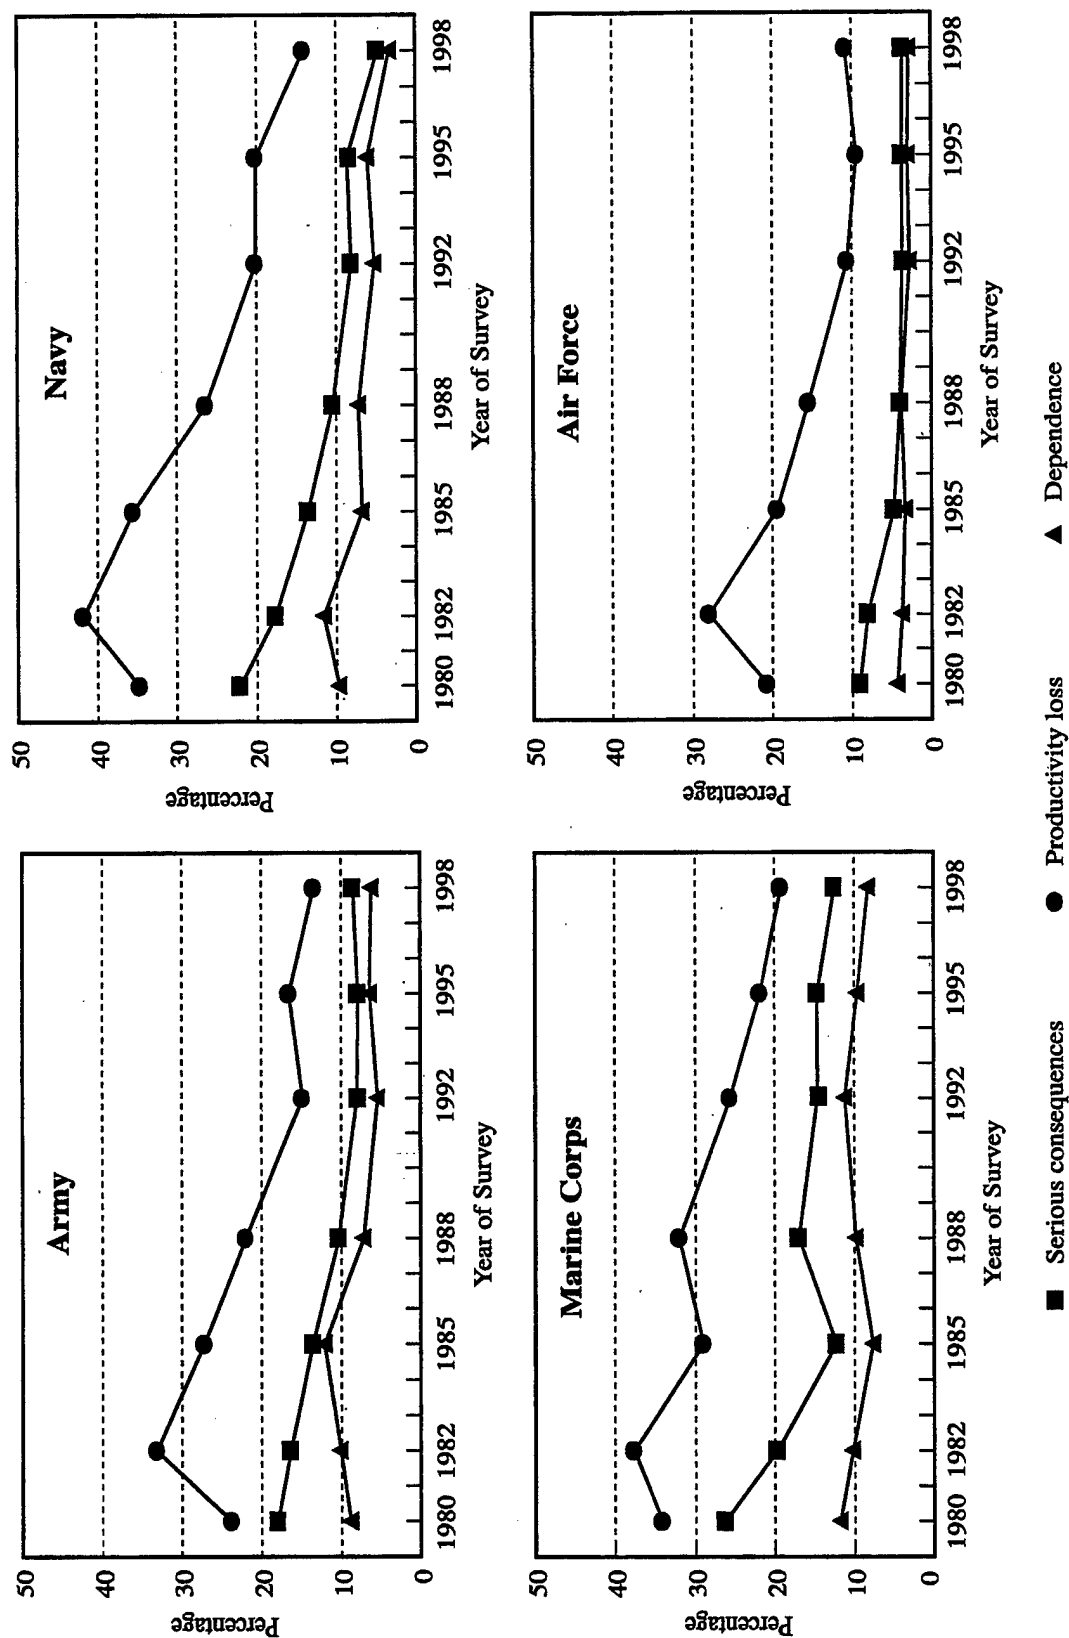 Army
50
40
30
20
10
0
Percentage
1980 1982 1985 1988 1992 1995 1998
Year of Survey
Navy
50
40
30
20
10
0
Percentage
1980 1982 1985 1988 1992 1995 1998
Year of Survey
Marine Corps
50
40
30
20
10
0
Percentage
1980 1982 1985 1988 1992 1995 1998
Year of Survey
Air Force
50
40
30
20
10
0
Percentage
1980 1982 1985 1988 1992 1995 1998
Year of Survey
Serious consequences Productivity loss Dependence